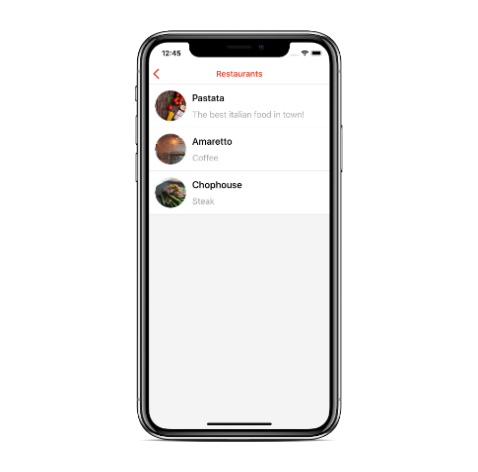 12:45
Restaurants
Pastata
The best italian food in town!
Amaretto
Coffee
Chophouse
Steak